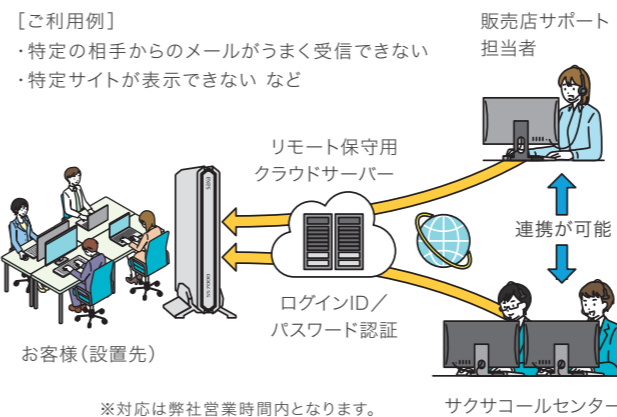 [ご利用例]
・特定の相手からのメールがうまく受信できない
・特定サイトが表示できない など
販売店サポート
担当者
リモート保守用
クラウドサーバー
連携が可能
ログインID／
パスワード認証
お客様(設置先)
サクサコールセンター
※対応は弊社営業時間内となります。